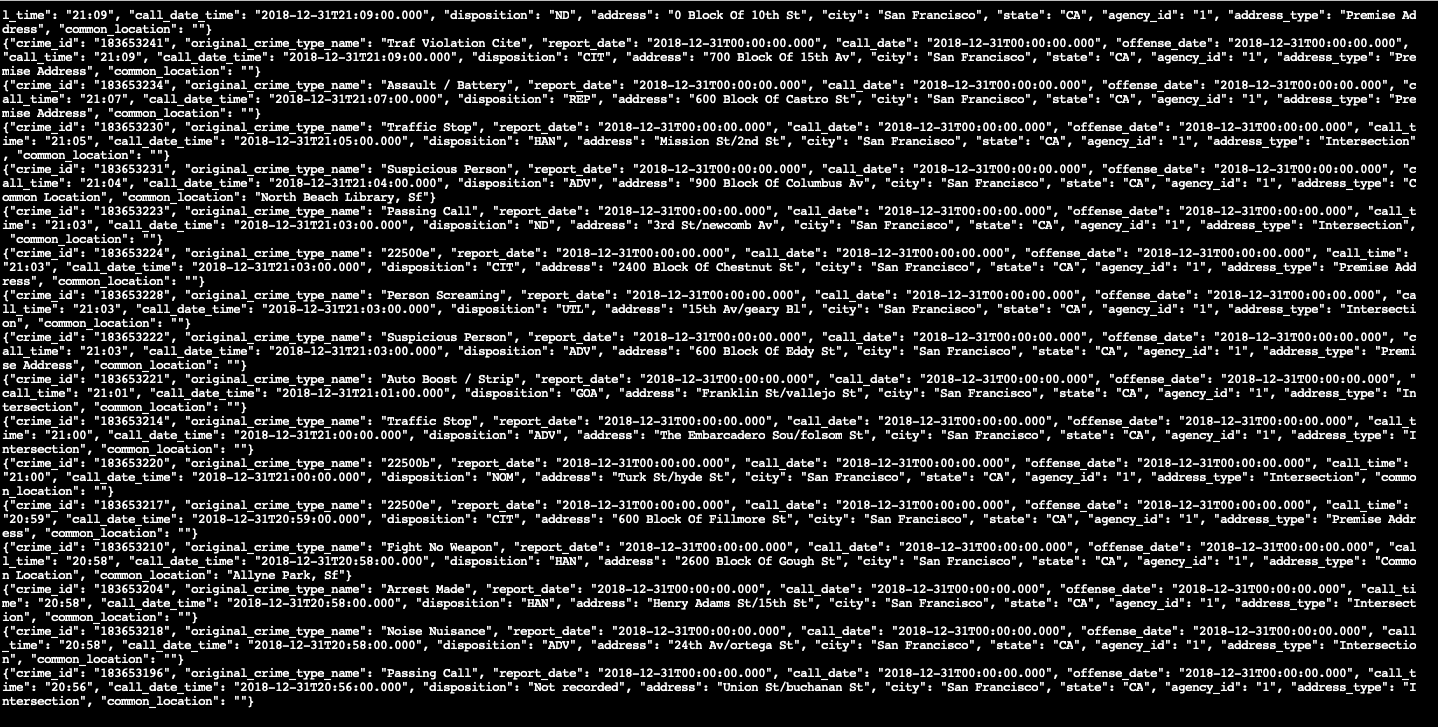 l_time": "21:09", "call_date_time": "2018-12-31T21:09:00.000", "disposition": "ND", "address": "0 Block Of 10th St", "city": "San Francisco", "state": "CA", "agency_id": "1", "address_type": "Premise Ad
dress", "common_location": ""}
{"crime_id": "183653241", "original_crime_type_name": "Traf Violation Cite", "report_date": "2018-12-31T00:00:00.000", "call_date": "2018-12-31T00:00:00.000", "offense_date": "2018-12-31T00:00:00.000",
"call_time": "21:09", "call_date_time": "2018-12-31T21:09:00.000", "disposition": "CIT", "address": "700 Block Of 15th Av", "city": "San Francisco", "state": "CA", "agency_id": "1", "address_type": "Pre
mise Address", "common_location": ""}
{"crime_id": "183653234", "original_crime_type_name": "Assault / Battery", "report_date": "2018-12-31T00:00:00.000", "call_date": "2018-12-31T00:00:00.000", "offense_date": "2018-12-31T00:00:00.000", "c
all_time": "21:07", "call_date_time": "2018-12-31T21:07:00.000", "disposition": "REP", "address": "600 Block Of Castro St", "city": "San Francisco", "state": "CA", "agency_id": "1", "address_type": "Pre
mise Address", "common_location": ""}
{"crime_id": "183653230", "original_crime_type_name": "Traffic Stop", "report_date": "2018-12-31T00:00:00.000", "call_date": "2018-12-31T00:00:00.000", "offense_date": "2018-12-31T00:00:00.000", "call_t
ime": "21:05", "call_date_time": "2018-12-31T21:05:00.000", "disposition": "HAN", "address": "Mission St/2nd St", "city": "San Francisco", "state": "CA", "agency_id": "1", "address_type": "Intersection"
, "common_location": ""}
{"crime_id": "183653231", "original_crime_type_name": "Suspicious Person", "report_date": "2018-12-31T00:00:00.000", "call_date": "2018-12-31T00:00:00.000", "offense_date": "2018-12-31T00:00:00.000", "c
all_time": "21:04", "call_date_time": "2018-12-31T21:04:00.000", "disposition": "ADV", "address": "900 Block Of Columbus Av", "city": "San Francisco", "state": "CA", "agency_id": "1", "address_type": "C
ommon Location", "common_location": "North Beach Library, Sf"}
{"crime_id": "183653223", "original_crime_type_name": "Passing Call", "report_date": "2018-12-31T00:00:00.000", "call_date": "2018-12-31T00:00:00.000", "offense_date": "2018-12-31T00:00:00.000", "call_t
ime": "21:03", "call_date_time": "2018-12-31T21:03:00.000", "disposition": "ND", "address": "3rd St/newcomb Av", "city": "San Francisco", "state": "CA", "agency_id": "1", "address_type": "Intersection",
"common_location": ""}
{"crime_id": "183653224", "original_crime_type_name": "22500e", "report_date": "2018-12-31T00:00:00.000", "call_date": "2018-12-31T00:00:00.000", "offense_date": "2018-12-31T00:00:00.000", "call_time":
"21:03", "call_date_time": "2018-12-31T21:03:00.000", "disposition": "CIT", "address": "2400 Block Of Chestnut St", "city": "San Francisco", "state": "CA", "agency_id": "1", "address_type": "Premise Add
ress", "common_location": ""}
{"crime_id": "183653228", "original_crime_type_name": "Person Screaming", "report_date": "2018-12-31T00:00:00.000", "call_date": "2018-12-31T00:00:00.000", "offense_date": "2018-12-31T00:00:00.000", "ca
ll_time": "21:03", "call_date_time": "2018-12-31T21:03:00.000", "disposition": "UTL", "address": "15th Av/geary Bl", "city": "San Francisco", "state": "CA", "agency_id": "1", "address_type": "Intersecti
on", "common_location": ""}
{"crime_id": "183653222", "original_crime_type_name": "Suspicious Person", "report_date": "2018-12-31T00:00:00.000", "call_date": "2018-12-31T00:00:00.000", "offense_date": "2018-12-31T00:00:00.000", "c
all_time": "21:03", "call_date_time": "2018-12-31T21:03:00.000", "disposition": "ADV", "address": "600 Block Of Eddy St", "city": "San Francisco", "state": "CA", "agency_id": "1", "address_type": "Premi
se Address", "common_location": ""}
{"crime_id": "183653221", "original_crime_type_name": "Auto Boost / Strip", "report_date": "2018-12-31T00:00:00.000", "call_date": "2018-12-31T00:00:00.000", "offense_date": "2018-12-31T00:00:00.000", "
call_time": "21:01", "call_date_time": "2018-12-31T21:01:00.000", "disposition": "GOA", "address": "Franklin St/vallejo St", "city": "San Francisco", "state": "CA", "agency_id": "1", "address_type": "In
tersection", "common_location": ""}
{"crime_id": "183653214", "original_crime_type_name": "Traffic Stop", "report_date": "2018-12-31T00:00:00.000", "call_date": "2018-12-31T00:00:00.000", "offense_date": "2018-12-31T00:00:00.000", "call_t
ime": "21:00", "call_date_time": "2018-12-31T21:00:00.000", "disposition": "ADV", "address": "The Embarcadero Sou/folsom St", "city": "San Francisco", "state": "CA", "agency_id": "1", "address_type": "I
ntersection", "common_location": ""}
{"crime_id": "183653220", "original_crime_type_name": "22500b", "report_date": "2018-12-31T00:00:00.000", "call_date": "2018-12-31T00:00:00.000", "offense_date": "2018-12-31T00:00:00.000", "call_time":
"21:00", "call_date_time": "2018-12-31T21:00:00.000", "disposition": "NOM", "address": "Turk St/hyde St", "city": "San Francisco", "state": "CA", "agency_id": "1", "address_type": "Intersection", "commo
n_location": ""}
{"crime_id": "183653217", "original_crime_type_name": "22500e", "report_date": "2018-12-31T00:00:00.000", "call_date": "2018-12-31T00:00:00.000", "offense_date": "2018-12-31T00:00:00.000", "call_time":
"20:59", "call_date_time": "2018-12-31T20:59:00.000", "disposition": "CIT", "address": "600 Block Of Fillmore St", "city": "San Francisco", "state": "CA", "agency_id": "1", "address_type": "Premise Addr
ess", "common_location": ""}
{"crime_id": "183653210", "original_crime_type_name": "Fight No Weapon", "report_date": "2018-12-31T00:00:00.000", "call_date": "2018-12-31T00:00:00.000", "offense_date": "2018-12-31T00:00:00.000", "cal
l_time": "20:58", "call_date_time": "2018-12-31T20:58:00.000", "disposition": "HAN", "address": "2600 Block Of Gough St", "city": "San Francisco", "state": "CA", "agency_id": "1", "address_type": "Commo
n Location", "common_location": "Allyne Park, Sf"}
{"crime_id": "183653204", "original_crime_type_name": "Arrest Made", "report_date": "2018-12-31T00:00:00.000", "call_date": "2018-12-31T00:00:00.000", "offense_date": "2018-12-31T00:00:00.000", "call_ti
me": "20:58", "call_date_time": "2018-12-31T20:58:00.000", "disposition": "HAN", "address": "Henry Adams St/15th St", "city": "San Francisco", "state": "CA", "agency_id": "1", "address_type": "Intersect
ion", "common_location": ""}
{"crime_id": "183653218", "original_crime_type_name": "Noise Nuisance", "report_date": "2018-12-31T00:00:00.000", "call_date": "2018-12-31T00:00:00.000", "offense_date": "2018-12-31T00:00:00.000", "call
_time": "20:58", "call_date_time": "2018-12-31T20:58:00.000", "disposition": "ADV", "address": "24th Av/ortega St", "city": "San Francisco", "state": "CA", "agency_id": "1", "address_type": "Intersectio
n", "common_location": ""}
{"crime_id": "183653196", "original_crime_type_name": "Passing Call", "report_date": "2018-12-31T00:00:00.000", "call_date": "2018-12-31T00:00:00.000", "offense_date": "2018-12-31T00:00:00.000", "call_t
ime": "20:56", "call_date_time": "2018-12-31T20:56:00.000", "disposition": "Not recorded", "address": "Union St/buchanan St", "city": "San Francisco", "state": "CA", "agency_id": "1", "address_type": "I
ntersection", "common_location": ""}